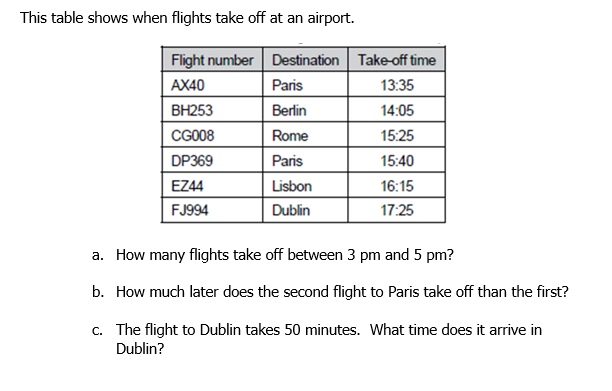 This table shows when flights take off at an airport.
Flight number Destination Take-off time
AX40 Paris 13:35
BH253 Berlin 14:05
CG008 Rome 15:25
DP369 Paris 15:40
EZ44 Lisbon 16:15
FJ994 Dublin 17:25
a. How many flights take off between 3 pm and 5 pm?
b. How much later does the second flight to Paris take off than the first?
c. The flight to Dublin takes 50 minutes. What time does it arrive in
Dublin?